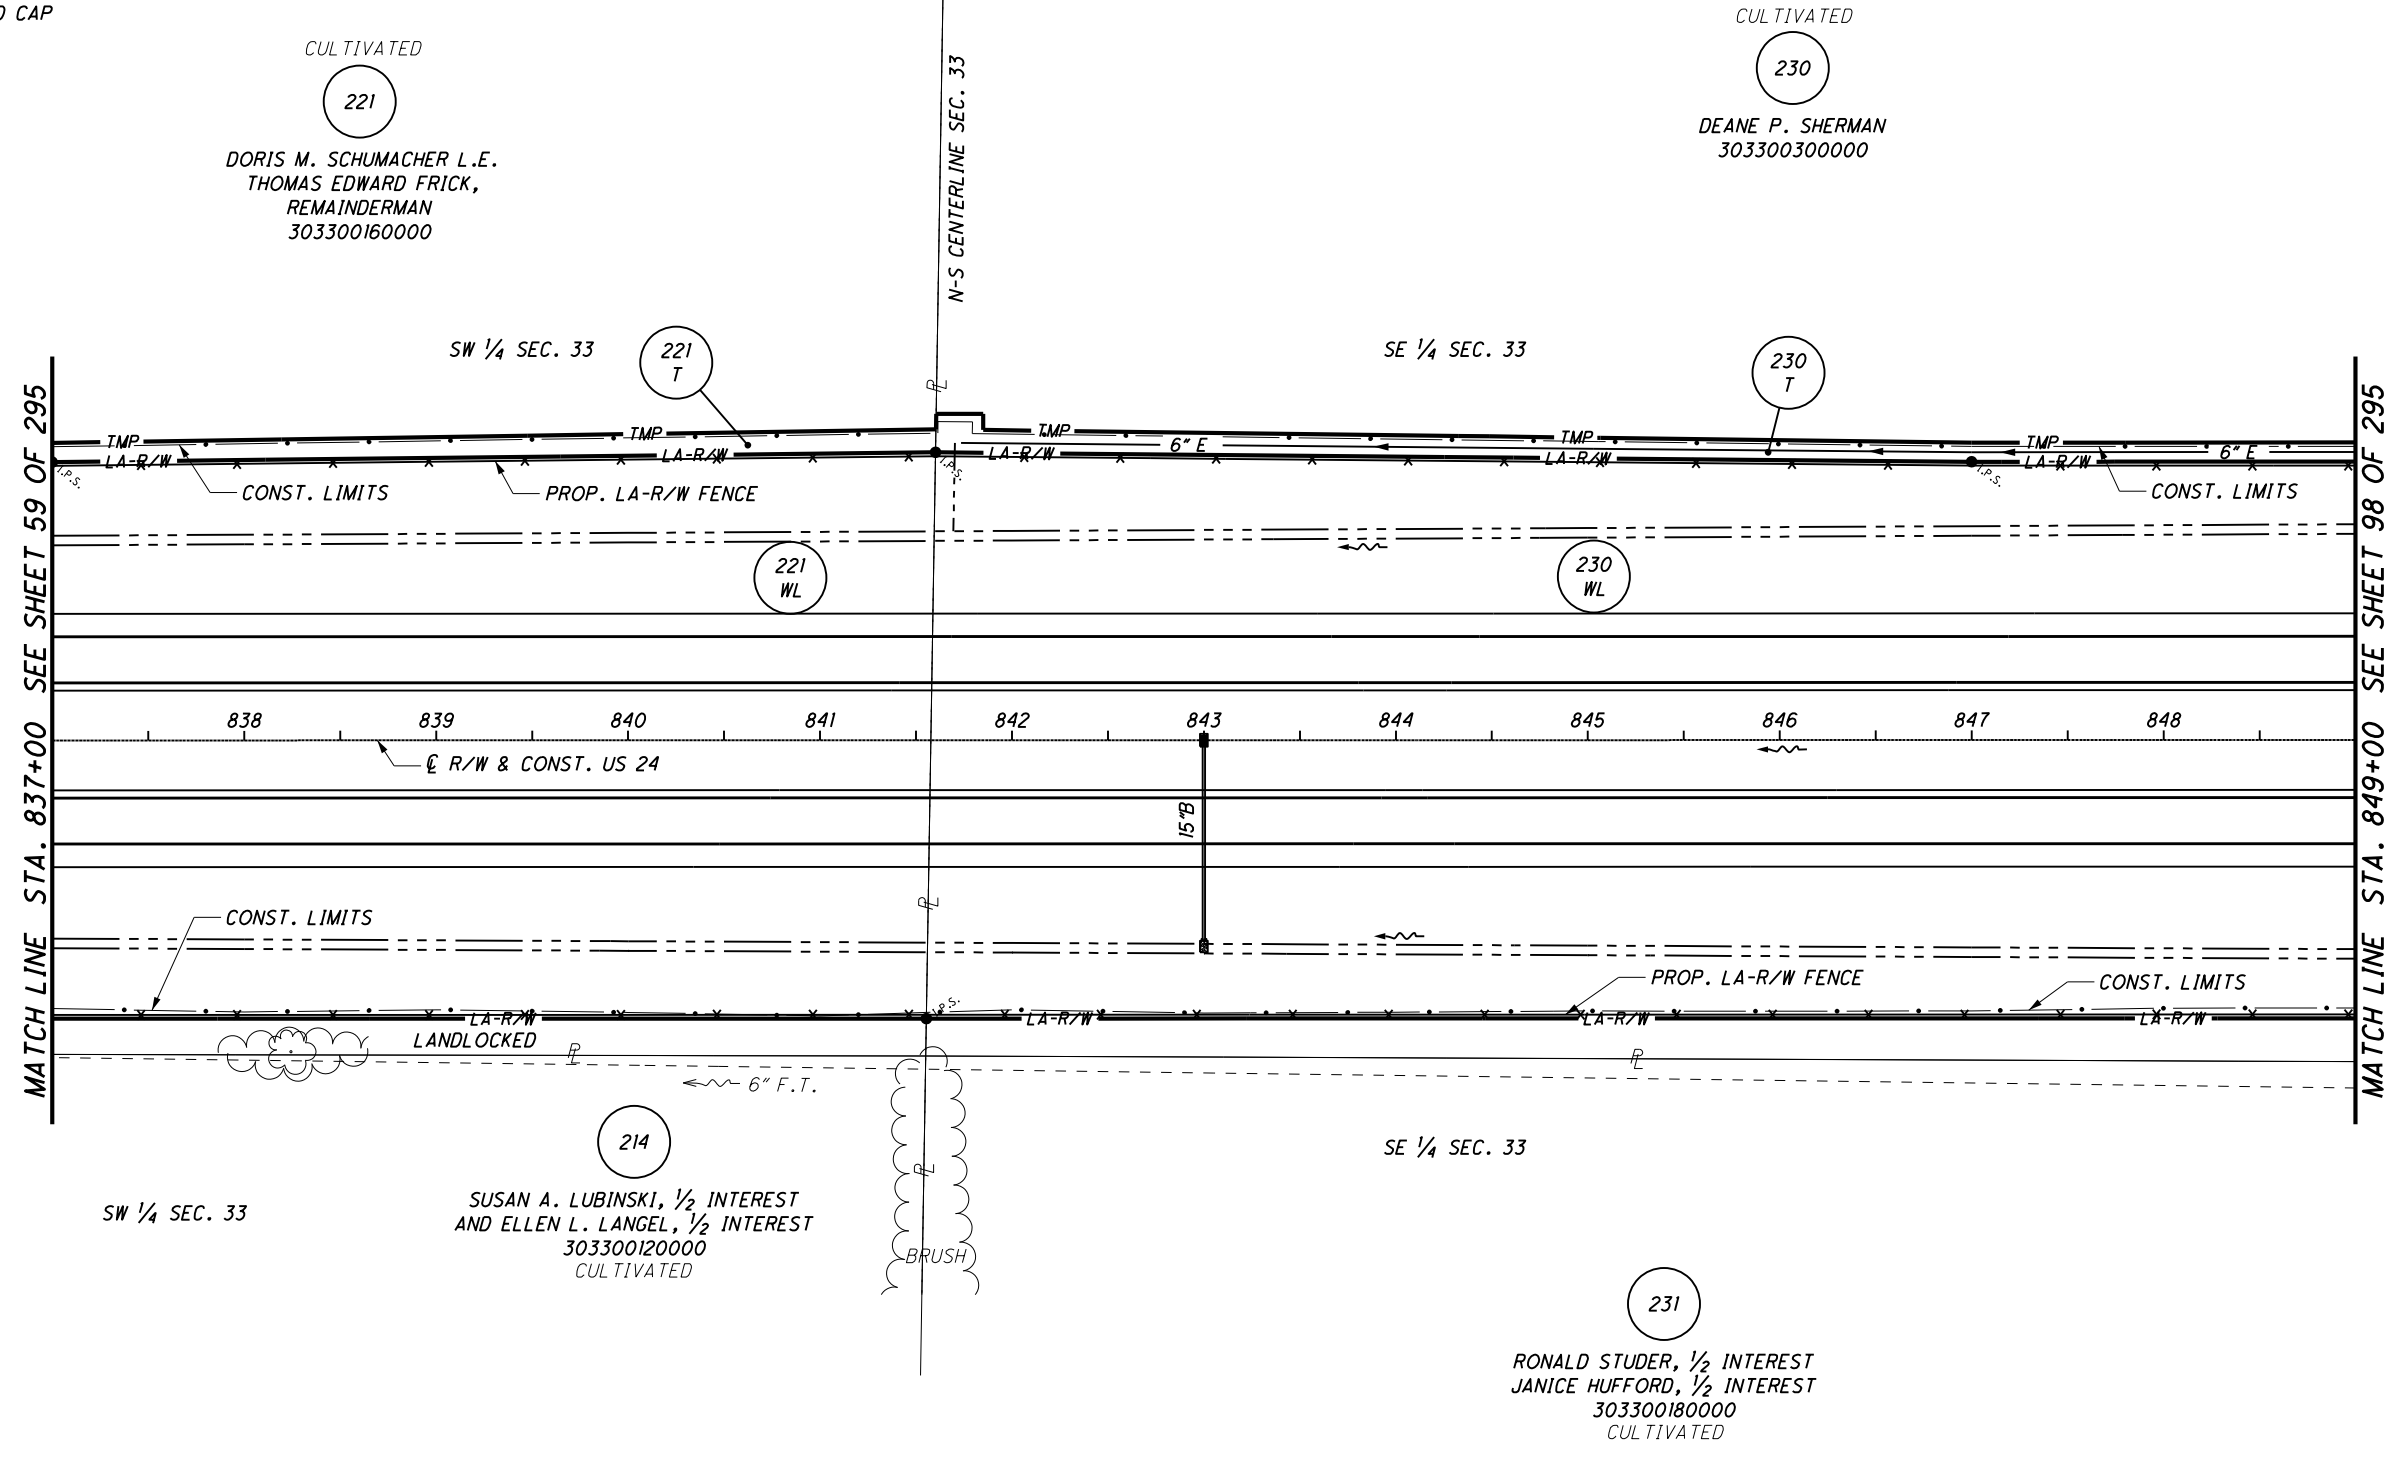 CAP
CULTIVATED
221
DORIS M. SCHUMACHER L.E.
THOMAS EDWARD FRICK,
REMAINDERMAN
303300160000
N-S CENTERLINE SEC. 33
CULTIVATED
230
DEANE P. SHERMAN
303300300000
SW 1/4 SEC. 33
221
T
SE 1/4 SEC. 33
230
T
PL
TMP
TMP
TMP
TMP
TMP
6" E
6" E
LA-R/W
LA-R/W
LA-R/W
LA-R/W
LA-R/W
I.P.S.
I.P.S.
I.P.S.
CONST. LIMITS
PROP. LA-R/W FENCE
CONST. LIMITS
221
WL
230
WL
MATCH LINE STA. 837+00 SEE SHEET 59 OF 295
MATCH LINE STA. 849+00 SEE SHEET 98 OF 295
838 839 840 841 842 843 844 845 846 847 848
℄ R/W & CONST. US 24
15"B
PL
CONST. LIMITS
PROP. LA-R/W FENCE
CONST. LIMITS
I.P.S.
LA-R/W
LA-R/W
LA-R/W
LA-R/W
LANDLOCKED
PL
PL
6" F.T.
214
SUSAN A. LUBINSKI, 1/2 INTEREST
AND ELLEN L. LANGEL, 1/2 INTEREST
303300120000
CULTIVATED
SW 1/4 SEC. 33
PL
BRUSH
SE 1/4 SEC. 33
231
RONALD STUDER, 1/2 INTEREST
JANICE HUFFORD, 1/2 INTEREST
303300180000
CULTIVATED